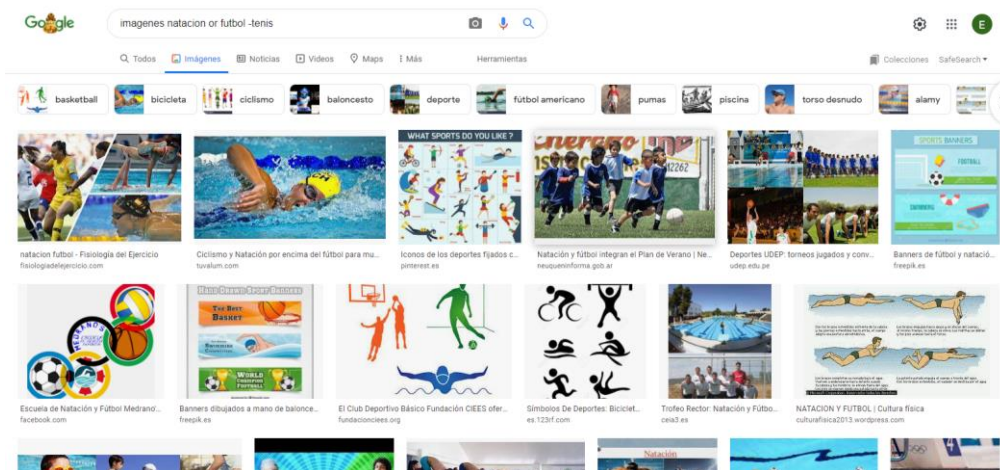 Google
imagenes natacion or futbol -tenis
E
Todos Imágenes Noticias Videos Maps Más Herramientas Colecciones SafeSearch
basketball bicicleta ciclismo baloncesto deporte fútbol americano pumas piscina torso desnudo alamy
WHAT SPORTS DO YOU LIKE ?
SPORTS BANNERS
FOOTBALL
SWIMMING
natacion futbol - Fisiología del Ejercicio
fisiologiadelejercicio.com
Ciclismo y Natación por encima del fútbol para mu...
tuvalum.com
Iconos de los deportes fijados c...
pinterest.es
Natación y fútbol integran el Plan de Verano | Ne...
neuqueninforma.gob.ar
Deportes UDEP: torneos jugados y conv...
udep.edu.pe
Banners de fútbol y natació...
freepik.es
HAND DRAWN SPORT BANNERS
THE BEST
BASKET
WORLD
FOOTBALL
Escuela de Natación y Fútbol Medrano'...
facebook.com
Banners dibujados a mano de balonce...
freepik.es
El Club Deportivo Básico Fundación CIEES ofer...
fundacionciees.org
Símbolos De Deportes: Biciclet...
es.123rf.com
Trofeo Rector: Natación y Fútbo...
ceia3.es
NATACION Y FUTBOL | Cultura física
culturafisica2013.wordpress.com
Natación